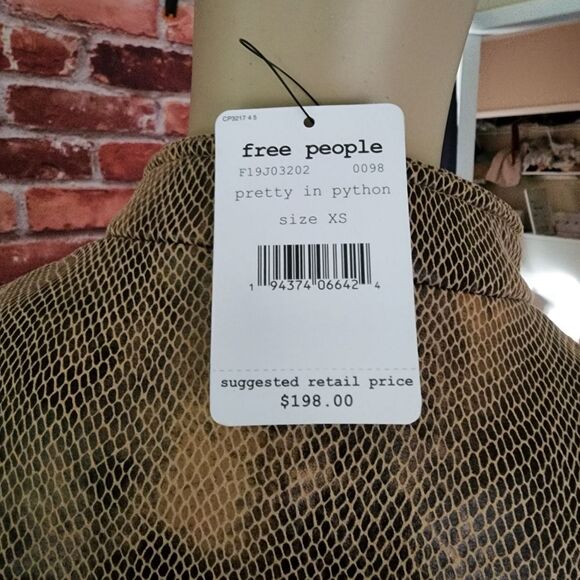 CP3217 4 5
free people
F19J03202 0098
pretty in python
size XS
1 94374 06642 4
suggested retail price
$198.00